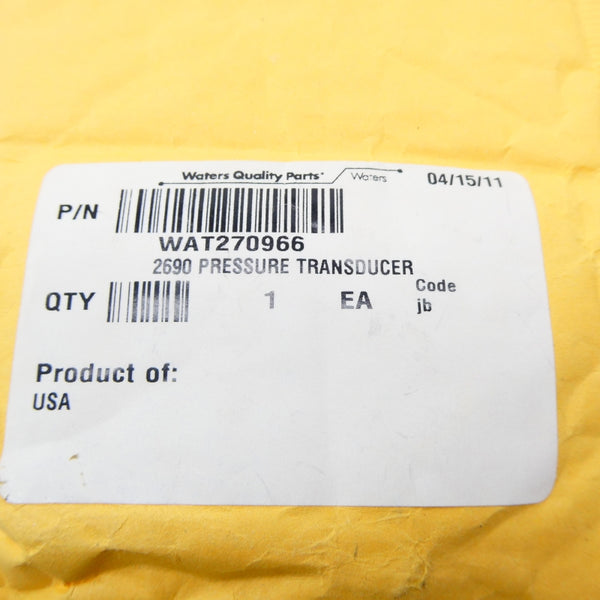 Waters Quality Parts Waters 04/15/11
P/N
WAT270966
2690 PRESSURE TRANSDUCER
QTY 1 EA Code
jb
Product of:
USA